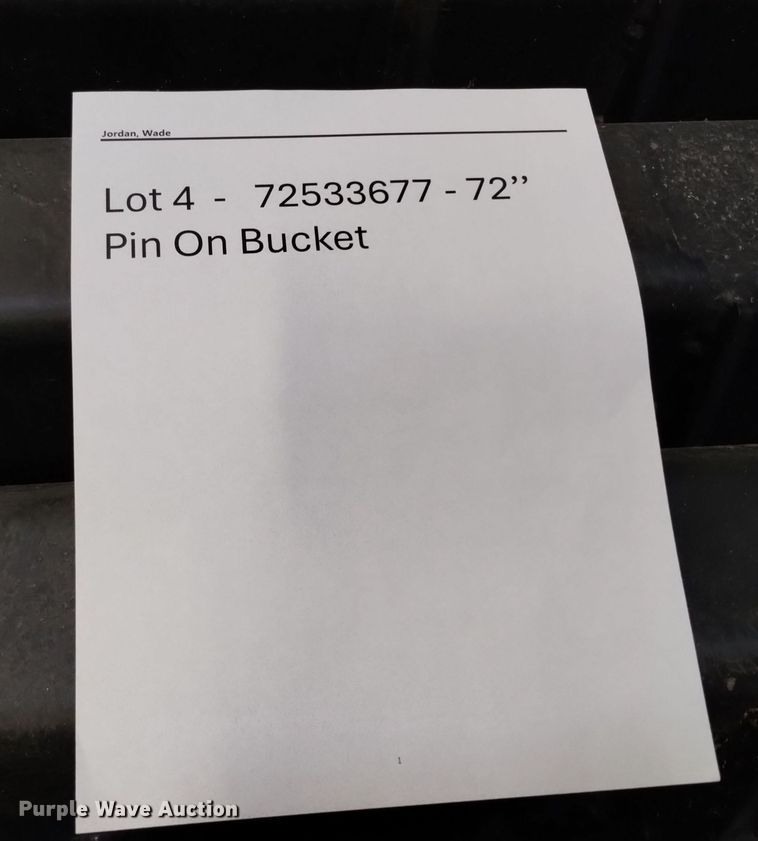 Jordan, Wade
Lot 4 - 72533677 - 72”
Pin On Bucket
1
Purple Wave Auction